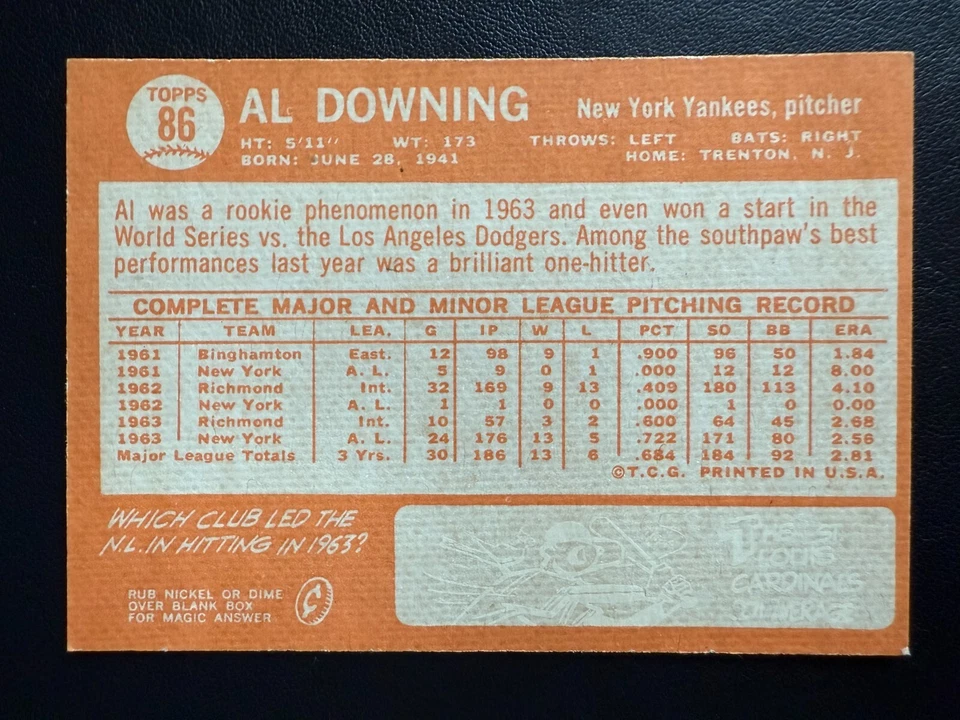 TOPPS
86
AL DOWNING
New York Yankees, pitcher
HT: 5'11" WT: 173 THROWS: LEFT BATS: RIGHT
BORN: JUNE 28, 1941 HOME: TRENTON, N. J.
Al was a rookie phenomenon in 1963 and even won a start in the
World Series vs. the Los Angeles Dodgers. Among the southpaw's best
performances last year was a brilliant one-hitter.
COMPLETE MAJOR AND MINOR LEAGUE PITCHING RECORD
YEAR TEAM LEA. G IP W L PCT SO BB ERA
1961 Binghamton East. 12 98 9 1 .900 96 50 1.84
1961 New York A. L. 5 9 0 1 .000 12 12 8.00
1962 Richmond Int. 32 169 9 13 .409 180 113 4.10
1962 New York A. L. 1 1 0 0 .000 1 0 0.00
1963 Richmond Int. 10 57 3 2 .600 64 45 2.68
1963 New York A. L. 24 176 13 5 .722 171 80 2.56
Major League Totals 3 Yrs. 30 186 13 6 .684 184 92 2.81
©T.C.G. PRINTED IN U.S.A.
WHICH CLUB LED THE
N.L. IN HITTING IN 1963?
RUB NICKEL OR DIME
OVER BLANK BOX
FOR MAGIC ANSWER
LOUIS
CARDINALS